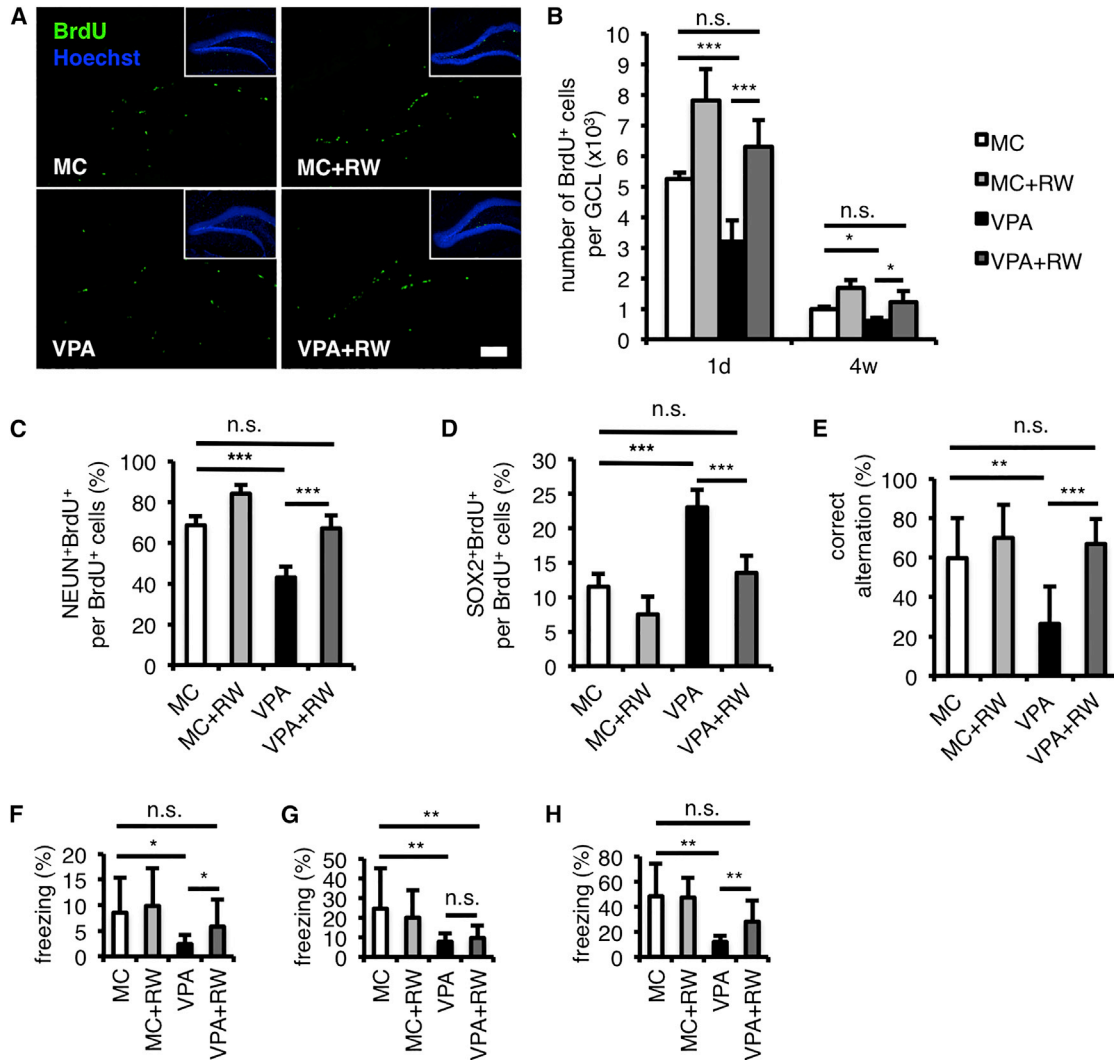 A
BrdU
Hoechst
MC
MC+RW
VPA
VPA+RW
B
number of BrdU⁺ cells
per GCL (x10³)
10
9
8
7
6
5
4
3
2
1
0
n.s.
***
***
n.s.
*
*
1d
4w
MC
MC+RW
VPA
VPA+RW
C
NEUN⁺BrdU⁺
per BrdU⁺ cells (%)
100
80
60
40
20
0
n.s.
***
***
MC
MC+RW
VPA
VPA+RW
D
SOX2⁺BrdU⁺
per BrdU⁺ cells (%)
30
25
20
15
10
5
0
n.s.
***
***
MC
MC+RW
VPA
VPA+RW
E
correct
alternation (%)
100
80
60
40
20
0
n.s.
**
***
MC
MC+RW
VPA
VPA+RW
F
freezing (%)
20
15
10
5
0
n.s.
*
*
MC
MC+RW
VPA
VPA+RW
G
freezing (%)
50
40
30
20
10
0
**
**
n.s.
MC
MC+RW
VPA
VPA+RW
H
freezing (%)
80
60
40
20
0
n.s.
**
**
MC
MC+RW
VPA
VPA+RW